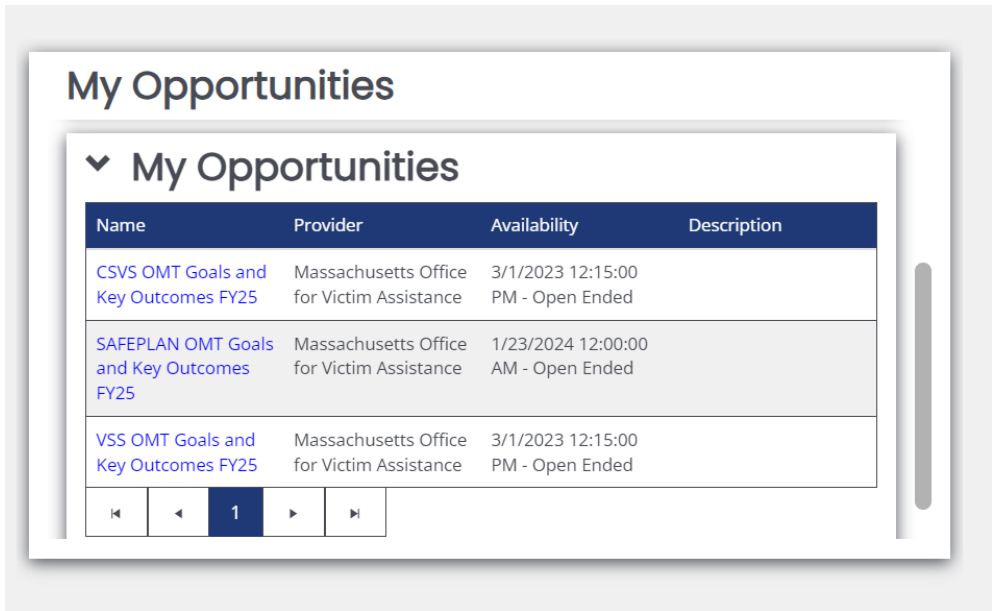 My Opportunities
My Opportunities
Name Provider Availability Description
CSVS OMT Goals and Massachusetts Office 3/1/2023 12:15:00
Key Outcomes FY25 for Victim Assistance PM - Open Ended
SAFEPLAN OMT Goals Massachusetts Office 1/23/2024 12:00:00
and Key Outcomes for Victim Assistance AM - Open Ended
FY25
VSS OMT Goals and Massachusetts Office 3/1/2023 12:15:00
Key Outcomes FY25 for Victim Assistance PM - Open Ended
1